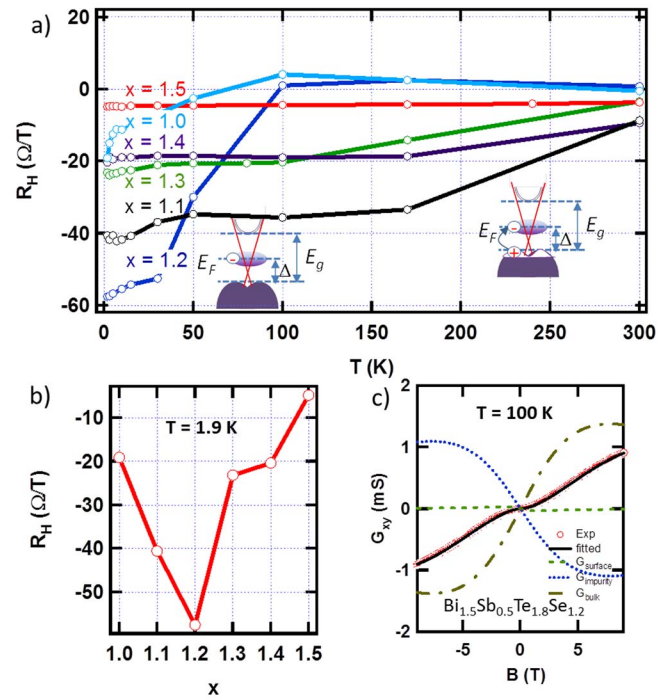 a)
20
0
-20
-40
-60
R_H (Ω/T)
x = 1.5
x = 1.0
x = 1.4
x = 1.3
x = 1.1
x = 1.2
E_F
-
Δ
E_g
E_F
-
+
Δ
E_g
0
50
100
150
200
250
300
T (K)
b)
T = 1.9 K
-10
-20
-30
-40
-50
R_H (Ω/T)
1.0 1.1 1.2 1.3 1.4 1.5
x
c)
T = 100 K
2
1
0
-1
-2
G_xy (mS)
Exp
fitted
G_surface
G_impurity
G_bulk
Bi_1.5Sb_0.5Te_1.8Se_1.2
-5 0 5
B (T)